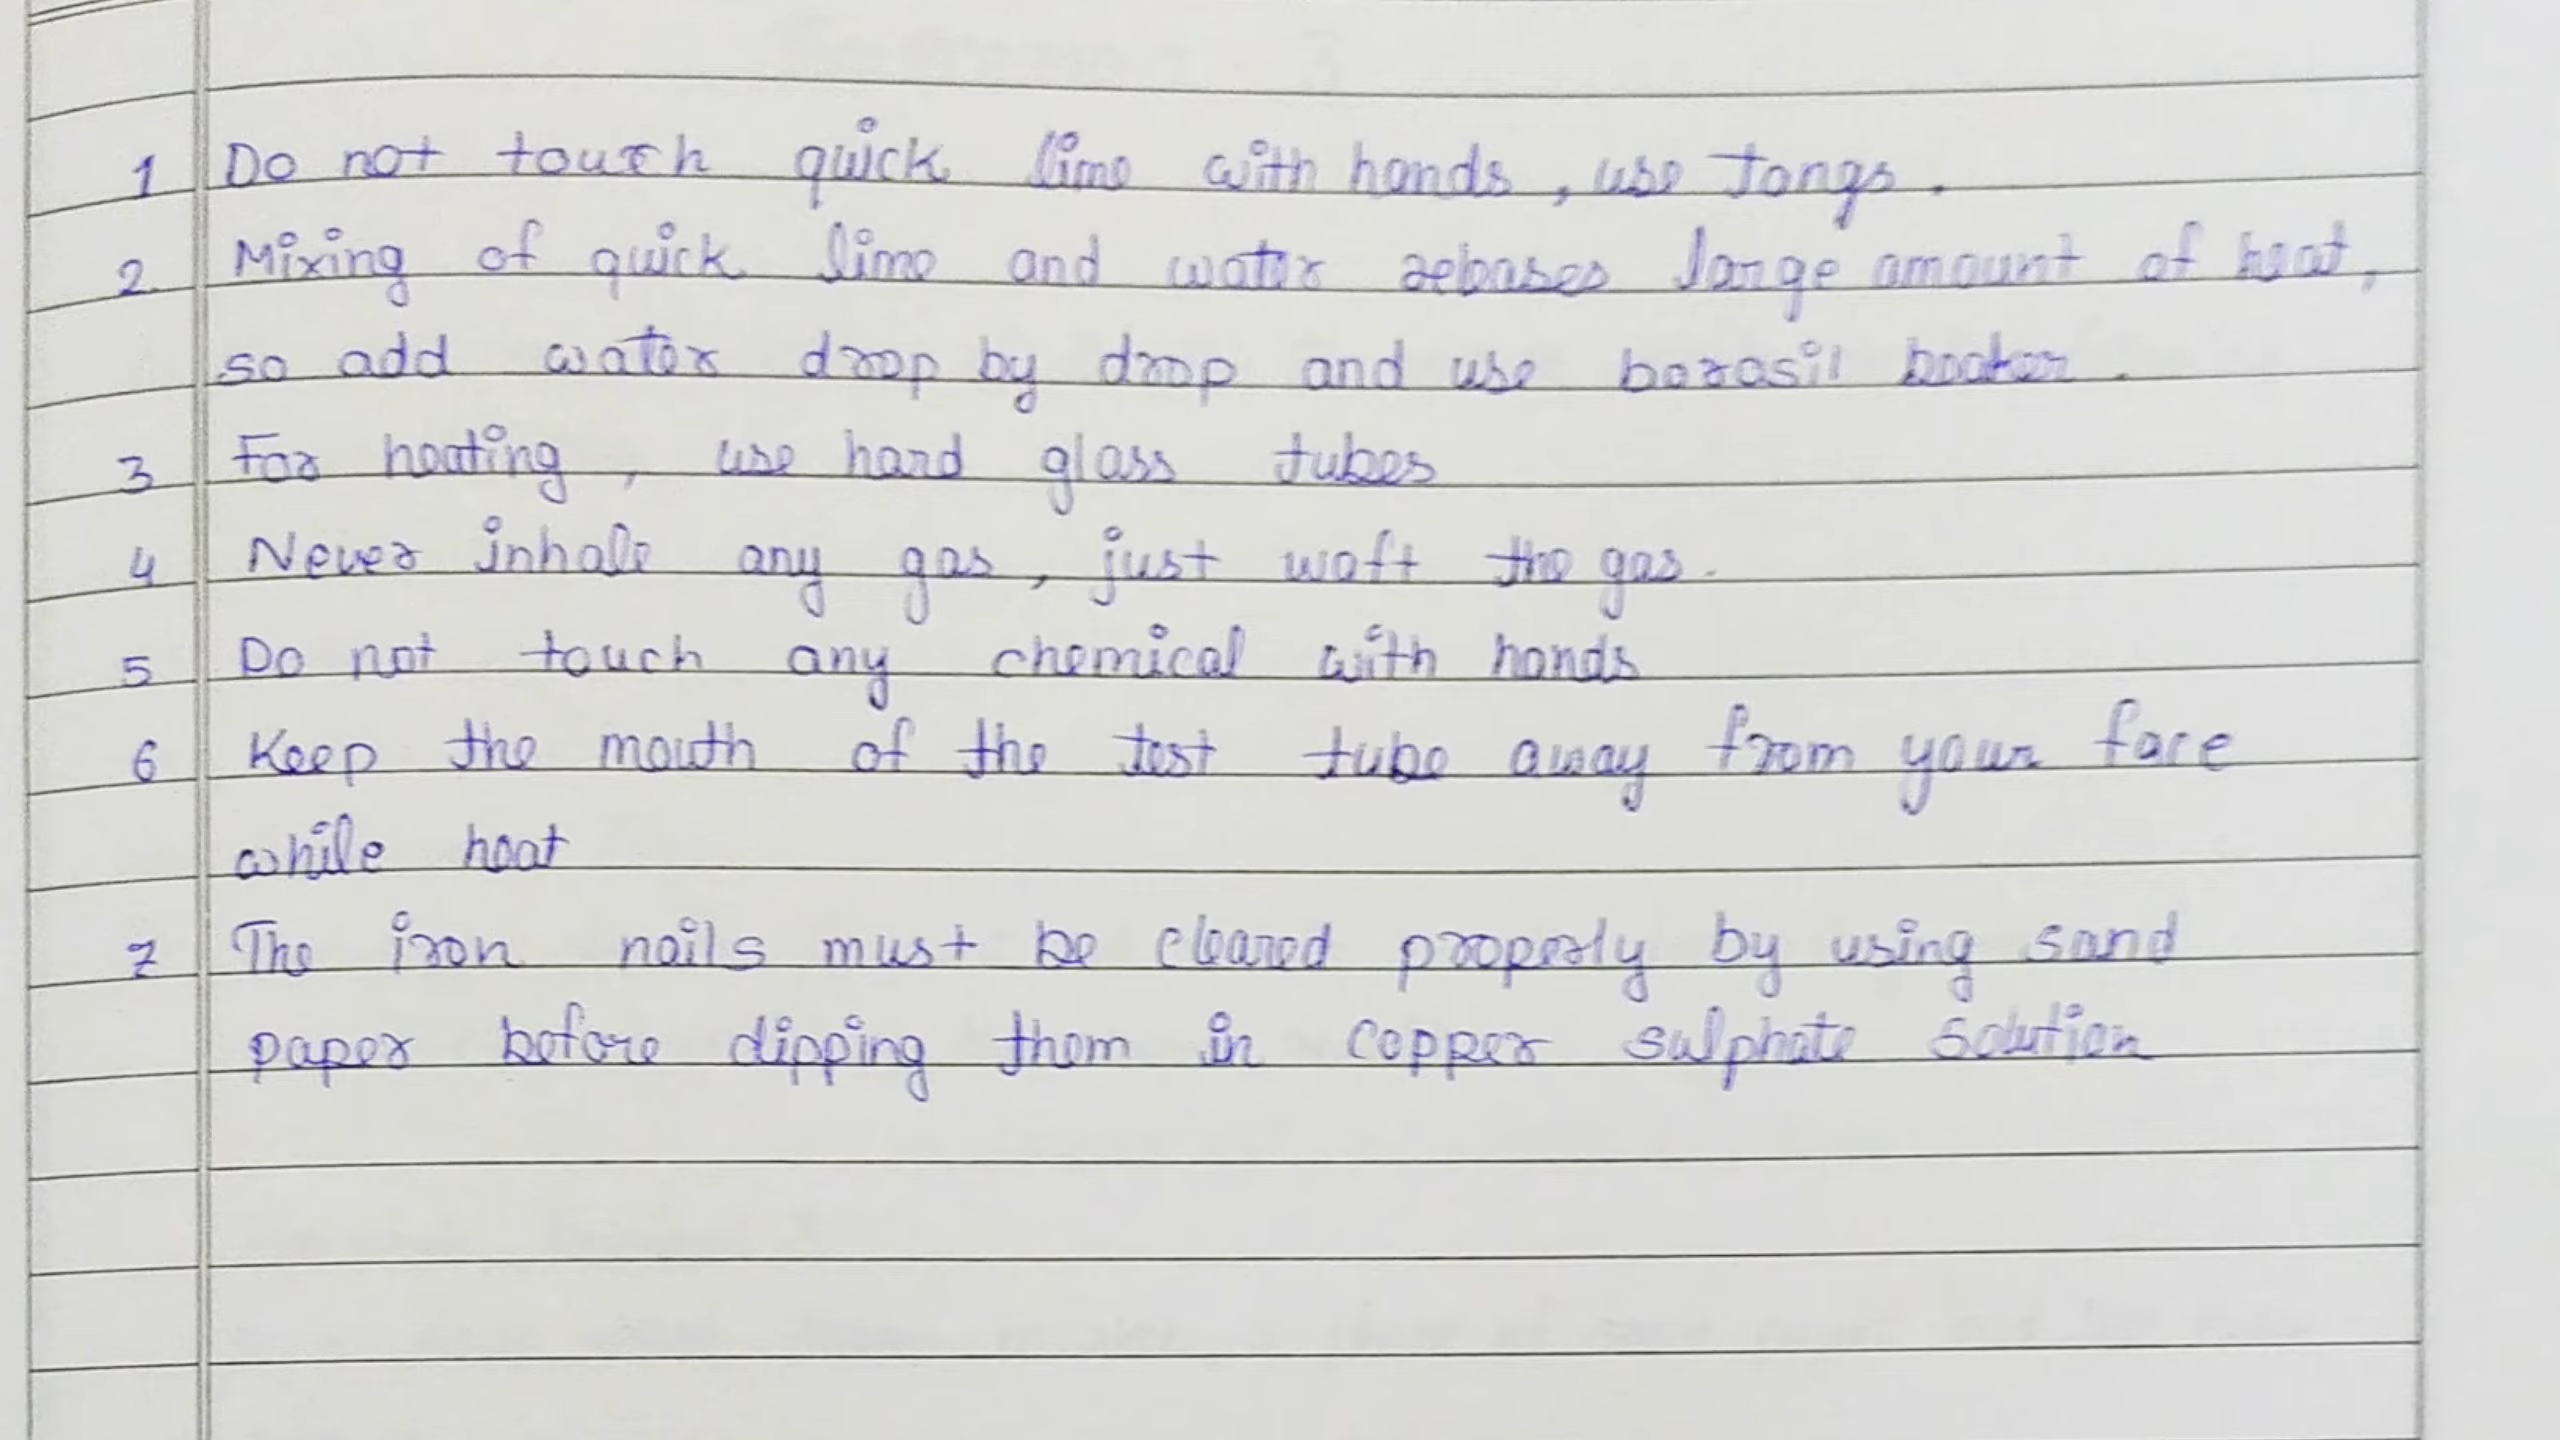 1 Do not touch quick lime with hands, use tongs.
2. Mixing of quick lime and water releases large amount of heat,
so add water drop by drop and use borasil beaker.
3 For heating, use hard glass tubes
4 Never inhale any gas, just waft the gas.
5 Do not touch any chemical with hands
6 Keep the mouth of the test tube away from your face
while heat
7 The iron nails must be cleared properly by using sand
paper before dipping them in copper sulphate solution